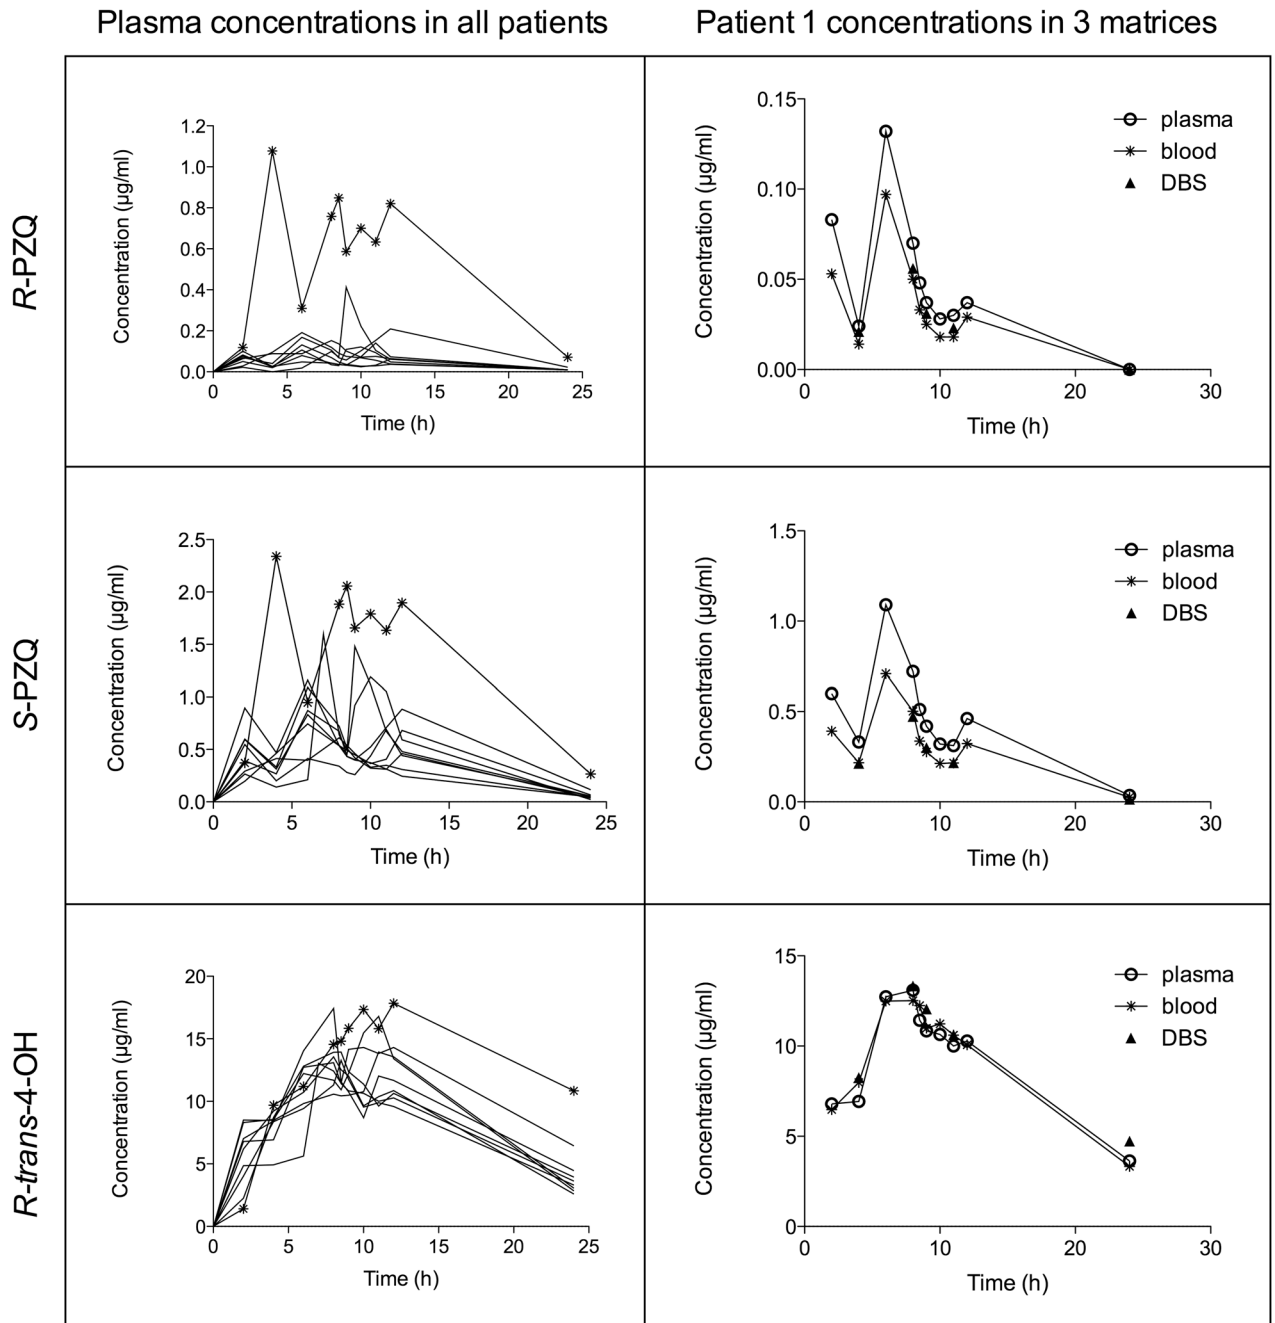 Plasma concentrations in all patients
Patient 1 concentrations in 3 matrices
R-PZQ
Concentration (µg/ml)
1.2
1.0
0.8
0.6
0.4
0.2
0.0
0 5 10 15 20 25
Time (h)
Concentration (µg/ml)
0.15
0.10
0.05
0.00
0 10 20 30
Time (h)
plasma
blood
DBS
S-PZQ
Concentration (µg/ml)
2.5
2.0
1.5
1.0
0.5
0.0
0 5 10 15 20 25
Time (h)
Concentration (µg/ml)
1.5
1.0
0.5
0.0
0 10 20 30
Time (h)
plasma
blood
DBS
R-trans-4-OH
Concentration (µg/ml)
20
15
10
5
0
0 5 10 15 20 25
Time (h)
Concentration (µg/ml)
15
10
5
0
0 10 20 30
Time (h)
plasma
blood
DBS